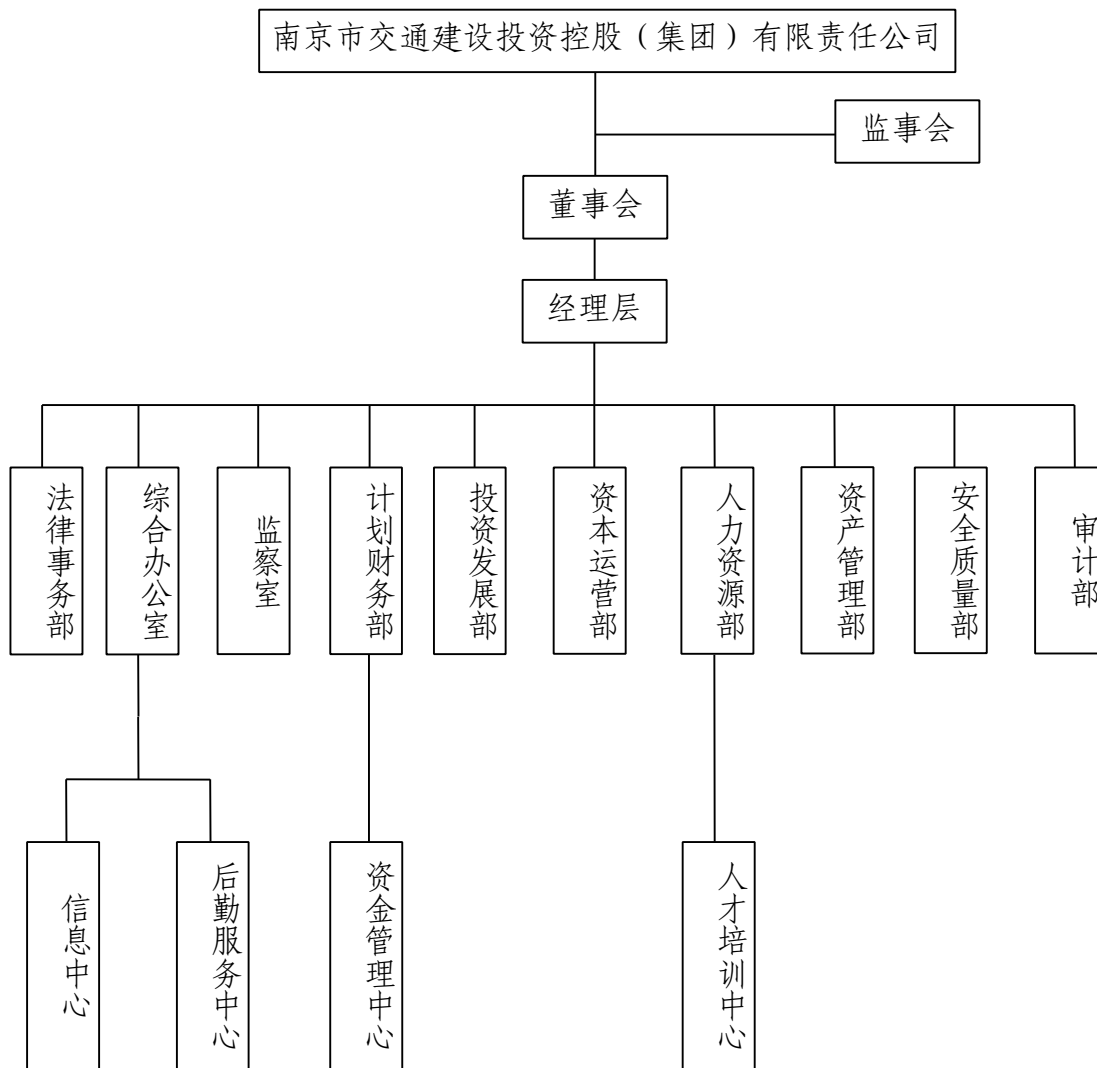 南京市交通建设投资控股（集团）有限责任公司
监事会
董事会
经理层
法律事务部
综合办公室
监察室
计划财务部
投资发展部
资本运营部
人力资源部
资产管理部
安全质量部
审计部
信息中心
后勤服务中心
资金管理中心
人才培训中心